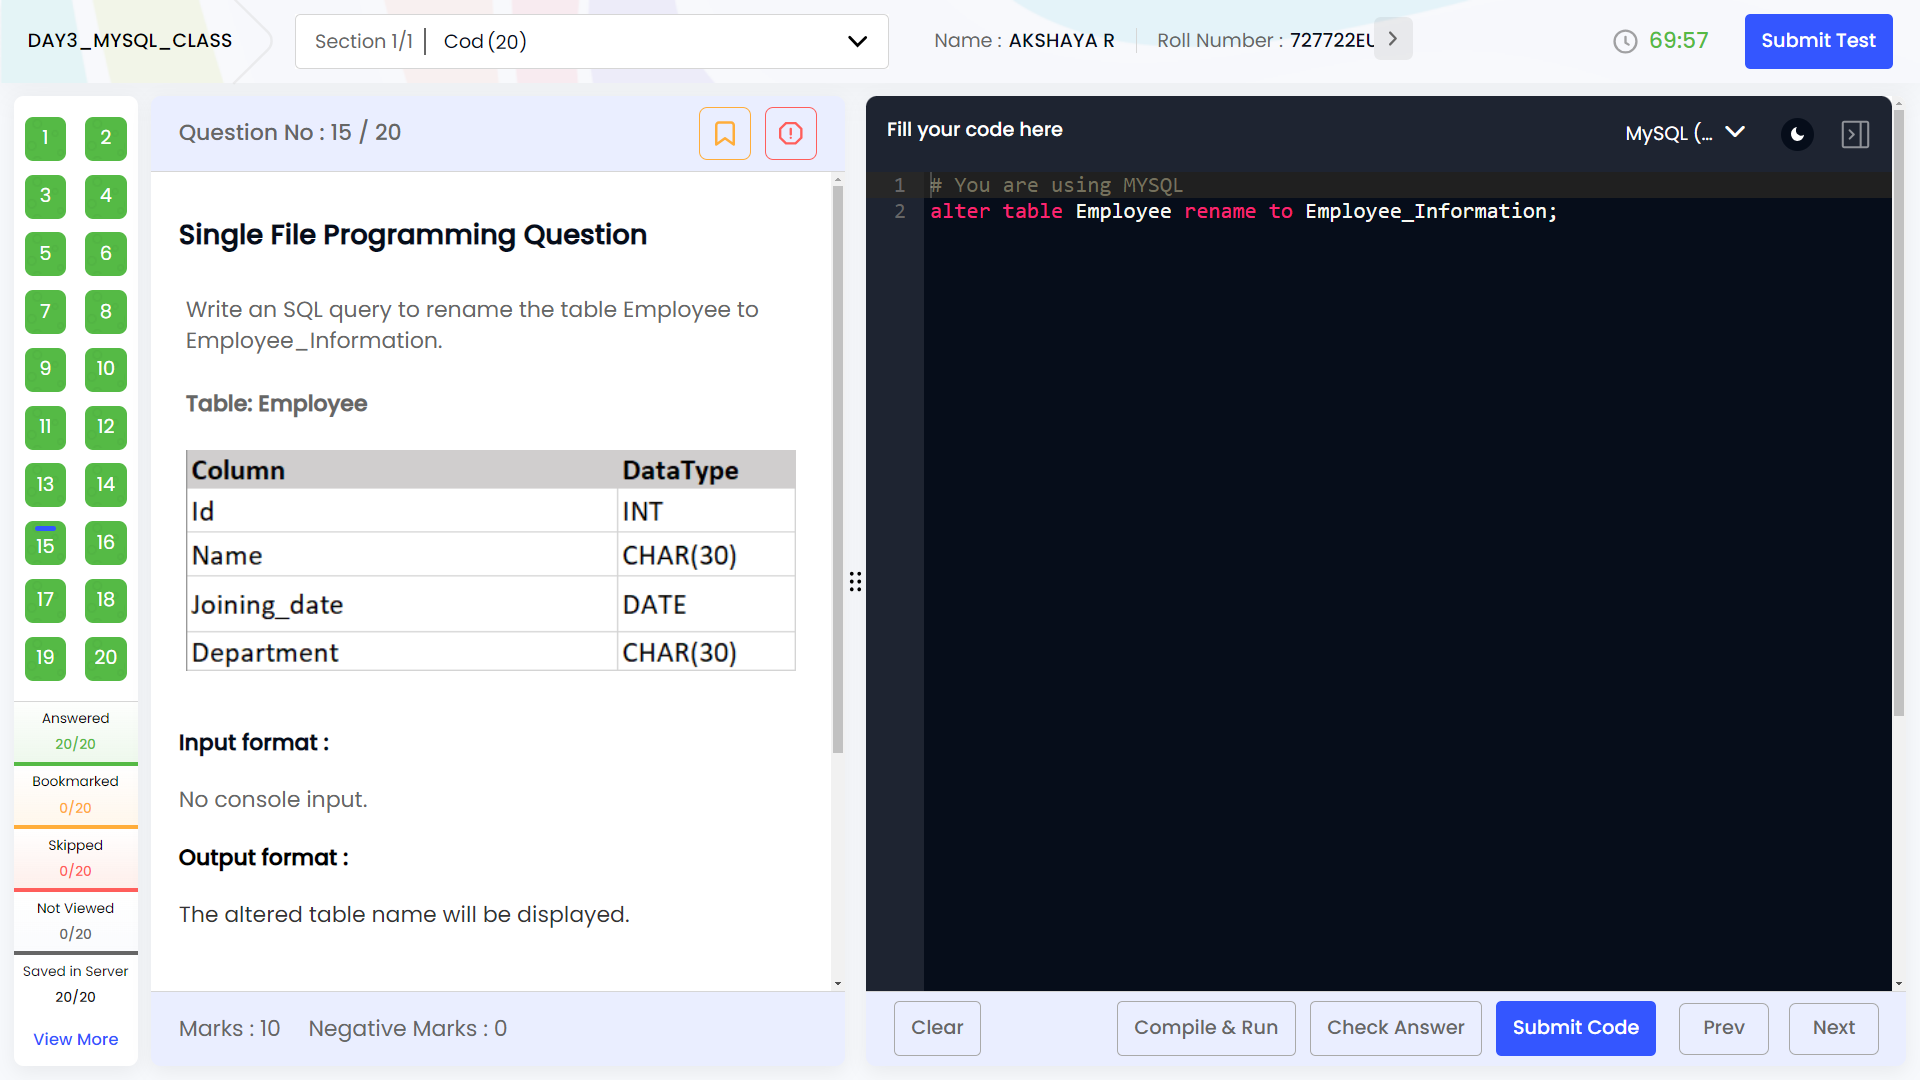 DAY3_MYSQL_CLASS
Section 1/1 | Cod (20)
Name : AKSHAYA R
Roll Number : 727722EU
69:57
Submit Test
1 2
3 4
5 6
7 8
9 10
11 12
13 14
15 16
17 18
19 20
Answered
20/20
Bookmarked
0/20
Skipped
0/20
Not Viewed
0/20
Saved in Server
20/20
View More
Question No : 15 / 20
Single File Programming Question
Write an SQL query to rename the table Employee to
Employee_Information.
Table: Employee
Column DataType
Id INT
Name CHAR(30)
Joining_date DATE
Department CHAR(30)
Input format :
No console input.
Output format :
The altered table name will be displayed.
Marks : 10 Negative Marks : 0
Fill your code here
MySQL (...
1 # You are using MYSQL
2 alter table Employee rename to Employee_Information;
Clear
Compile & Run
Check Answer
Submit Code
Prev
Next